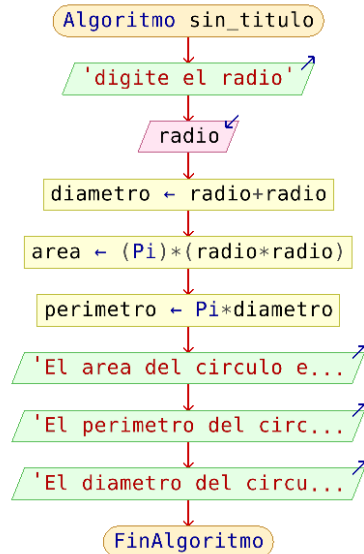 Algoritmo sin_titulo
'digite el radio'
radio
diametro ← radio+radio
area ← (Pi)*(radio*radio)
perimetro ← Pi*diametro
'El area del circulo e...
'El perimetro del circ...
'El diametro del circu...
FinAlgoritmo